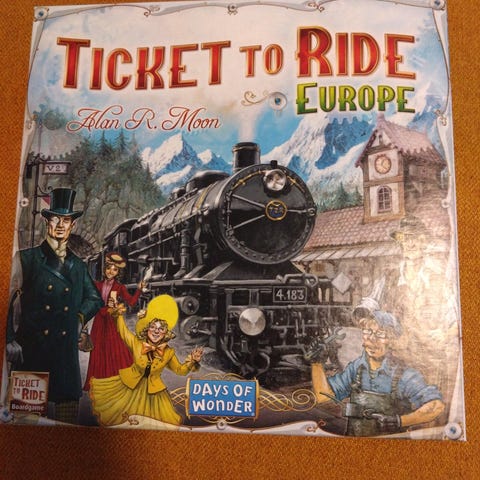 TICKET TO RIDE
EUROPE
Alan R. Moon
4.183
DAYS OF
WONDER
TICKET
TO
RIDE
Boardgame